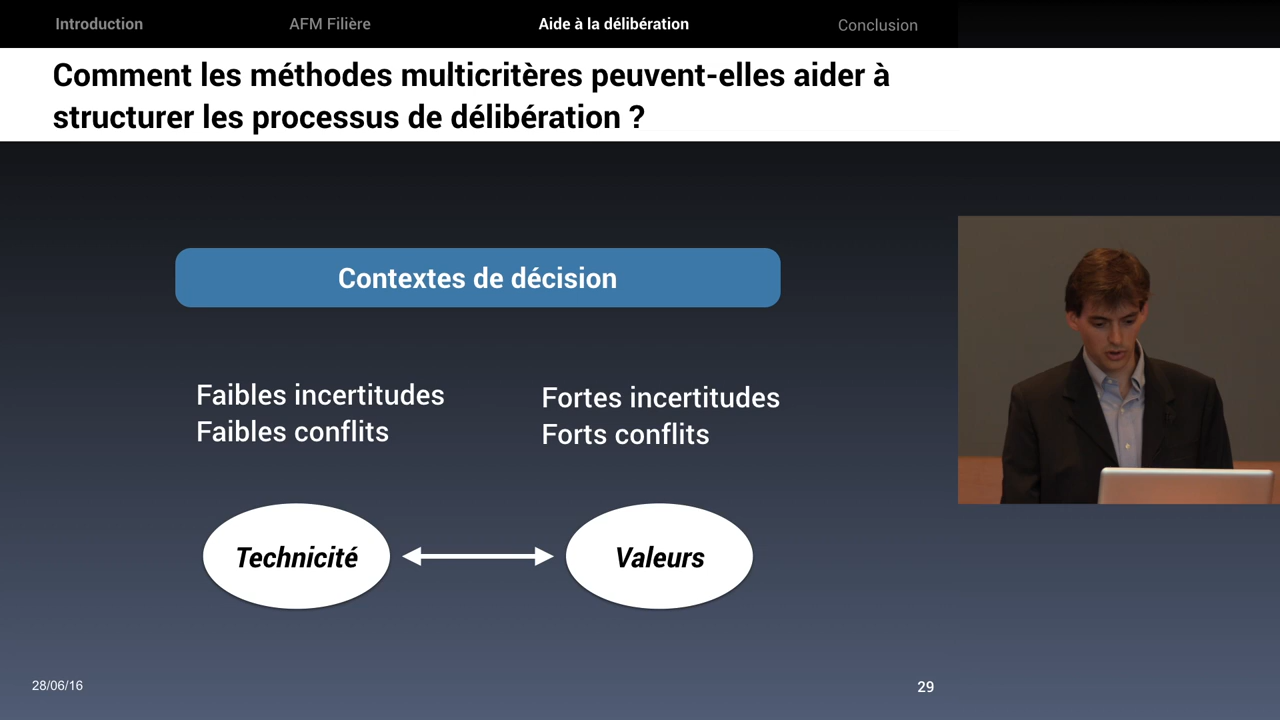 Introduction
AFM Filière
Aide à la délibération
Conclusion
Comment les méthodes multicritères peuvent-elles aider à
structurer les processus de délibération ?
Contextes de décision
Faibles incertitudes
Faibles conflits
Fortes incertitudes
Forts conflits
Technicité
Valeurs
28/06/16
29